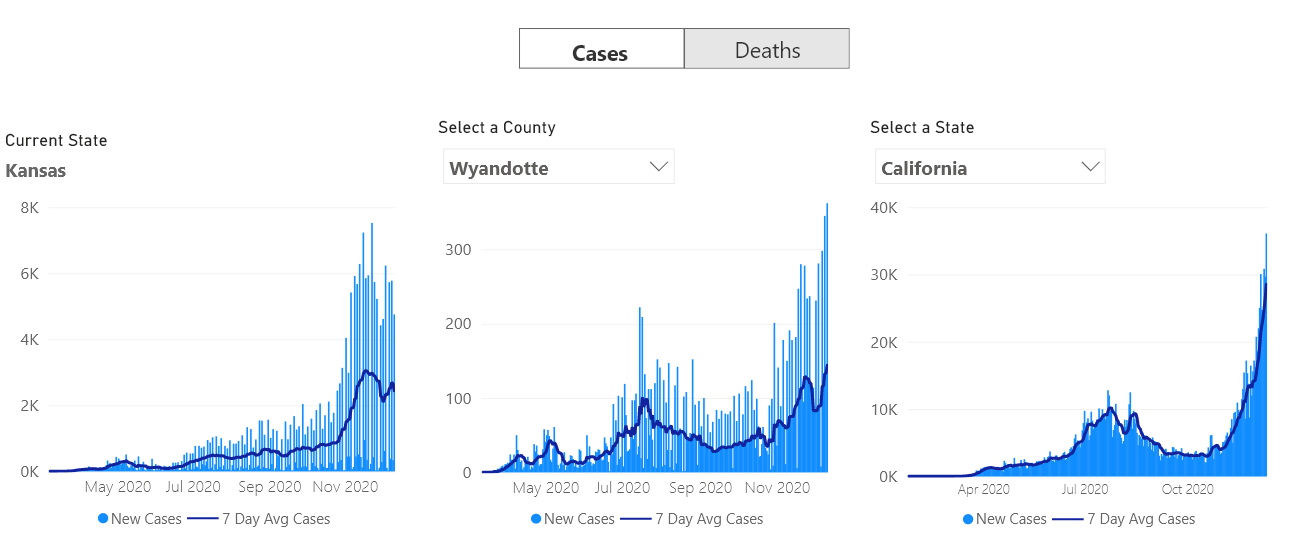 Cases Deaths
Current State
Kansas
8K
6K
4K
2K
0K
May 2020 Jul 2020 Sep 2020 Nov 2020
New Cases 7 Day Avg Cases
Select a County
Wyandotte
300
200
100
0
May 2020 Jul 2020 Sep 2020 Nov 2020
New Cases 7 Day Avg Cases
Select a State
California
40K
30K
20K
10K
0K
Apr 2020 Jul 2020 Oct 2020
New Cases 7 Day Avg Cases